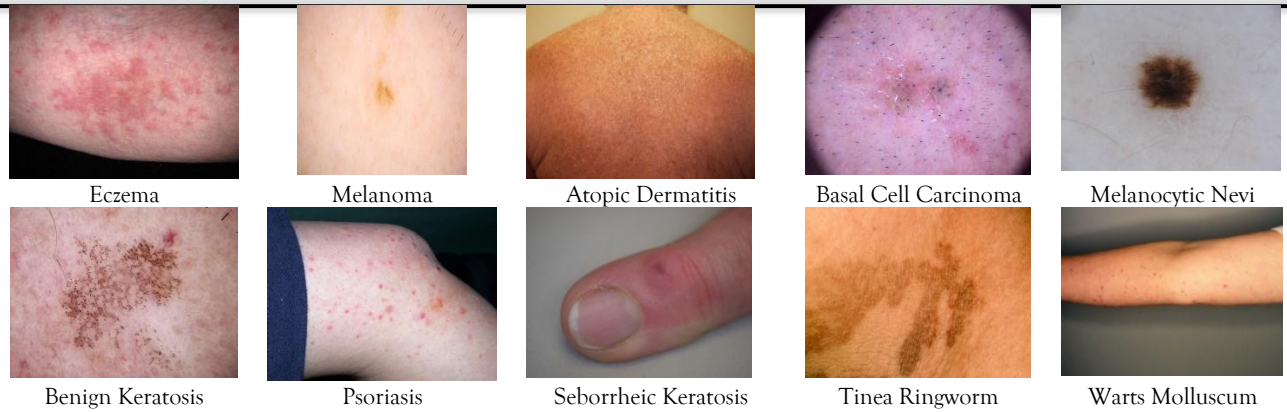 Eczema Melanoma Atopic Dermatitis Basal Cell Carcinoma Melanocytic Nevi
Benign Keratosis Psoriasis Seborrheic Keratosis Tinea Ringworm Warts Molluscum